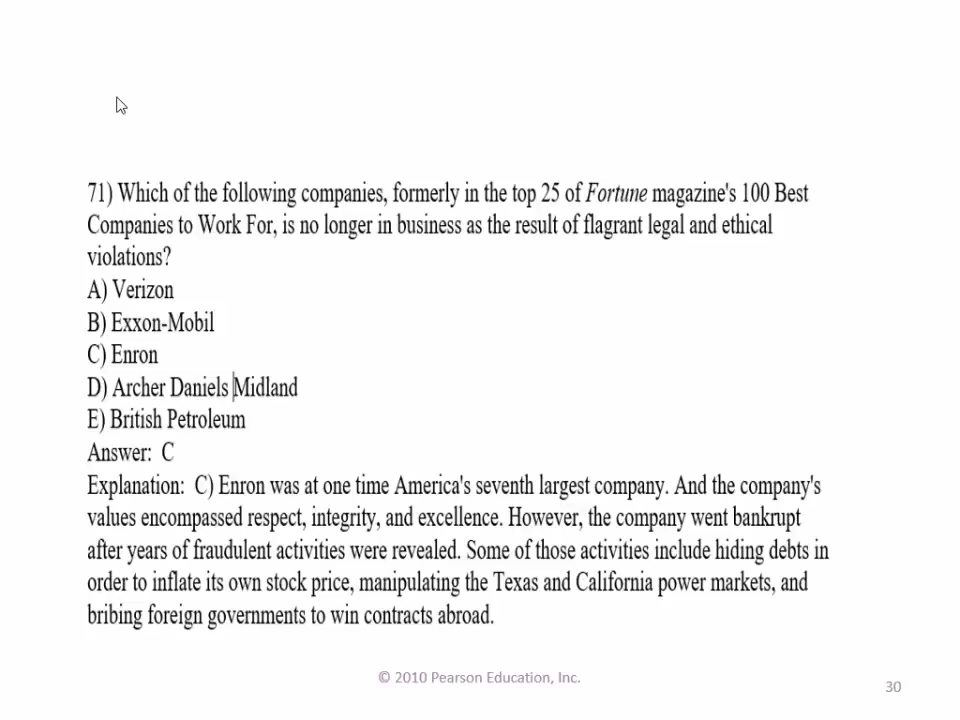 71) Which of the following companies, formerly in the top 25 of Fortune magazine's 100 Best
Companies to Work For, is no longer in business as the result of flagrant legal and ethical
violations?
A) Verizon
B) Exxon-Mobil
C) Enron
D) Archer Daniels Midland
E) British Petroleum
Answer:  C
Explanation:  C) Enron was at one time America's seventh largest company. And the company's
values encompassed respect, integrity, and excellence. However, the company went bankrupt
after years of fraudulent activities were revealed. Some of those activities include hiding debts in
order to inflate its own stock price, manipulating the Texas and California power markets, and
bribing foreign governments to win contracts abroad.
© 2010 Pearson Education, Inc.
30